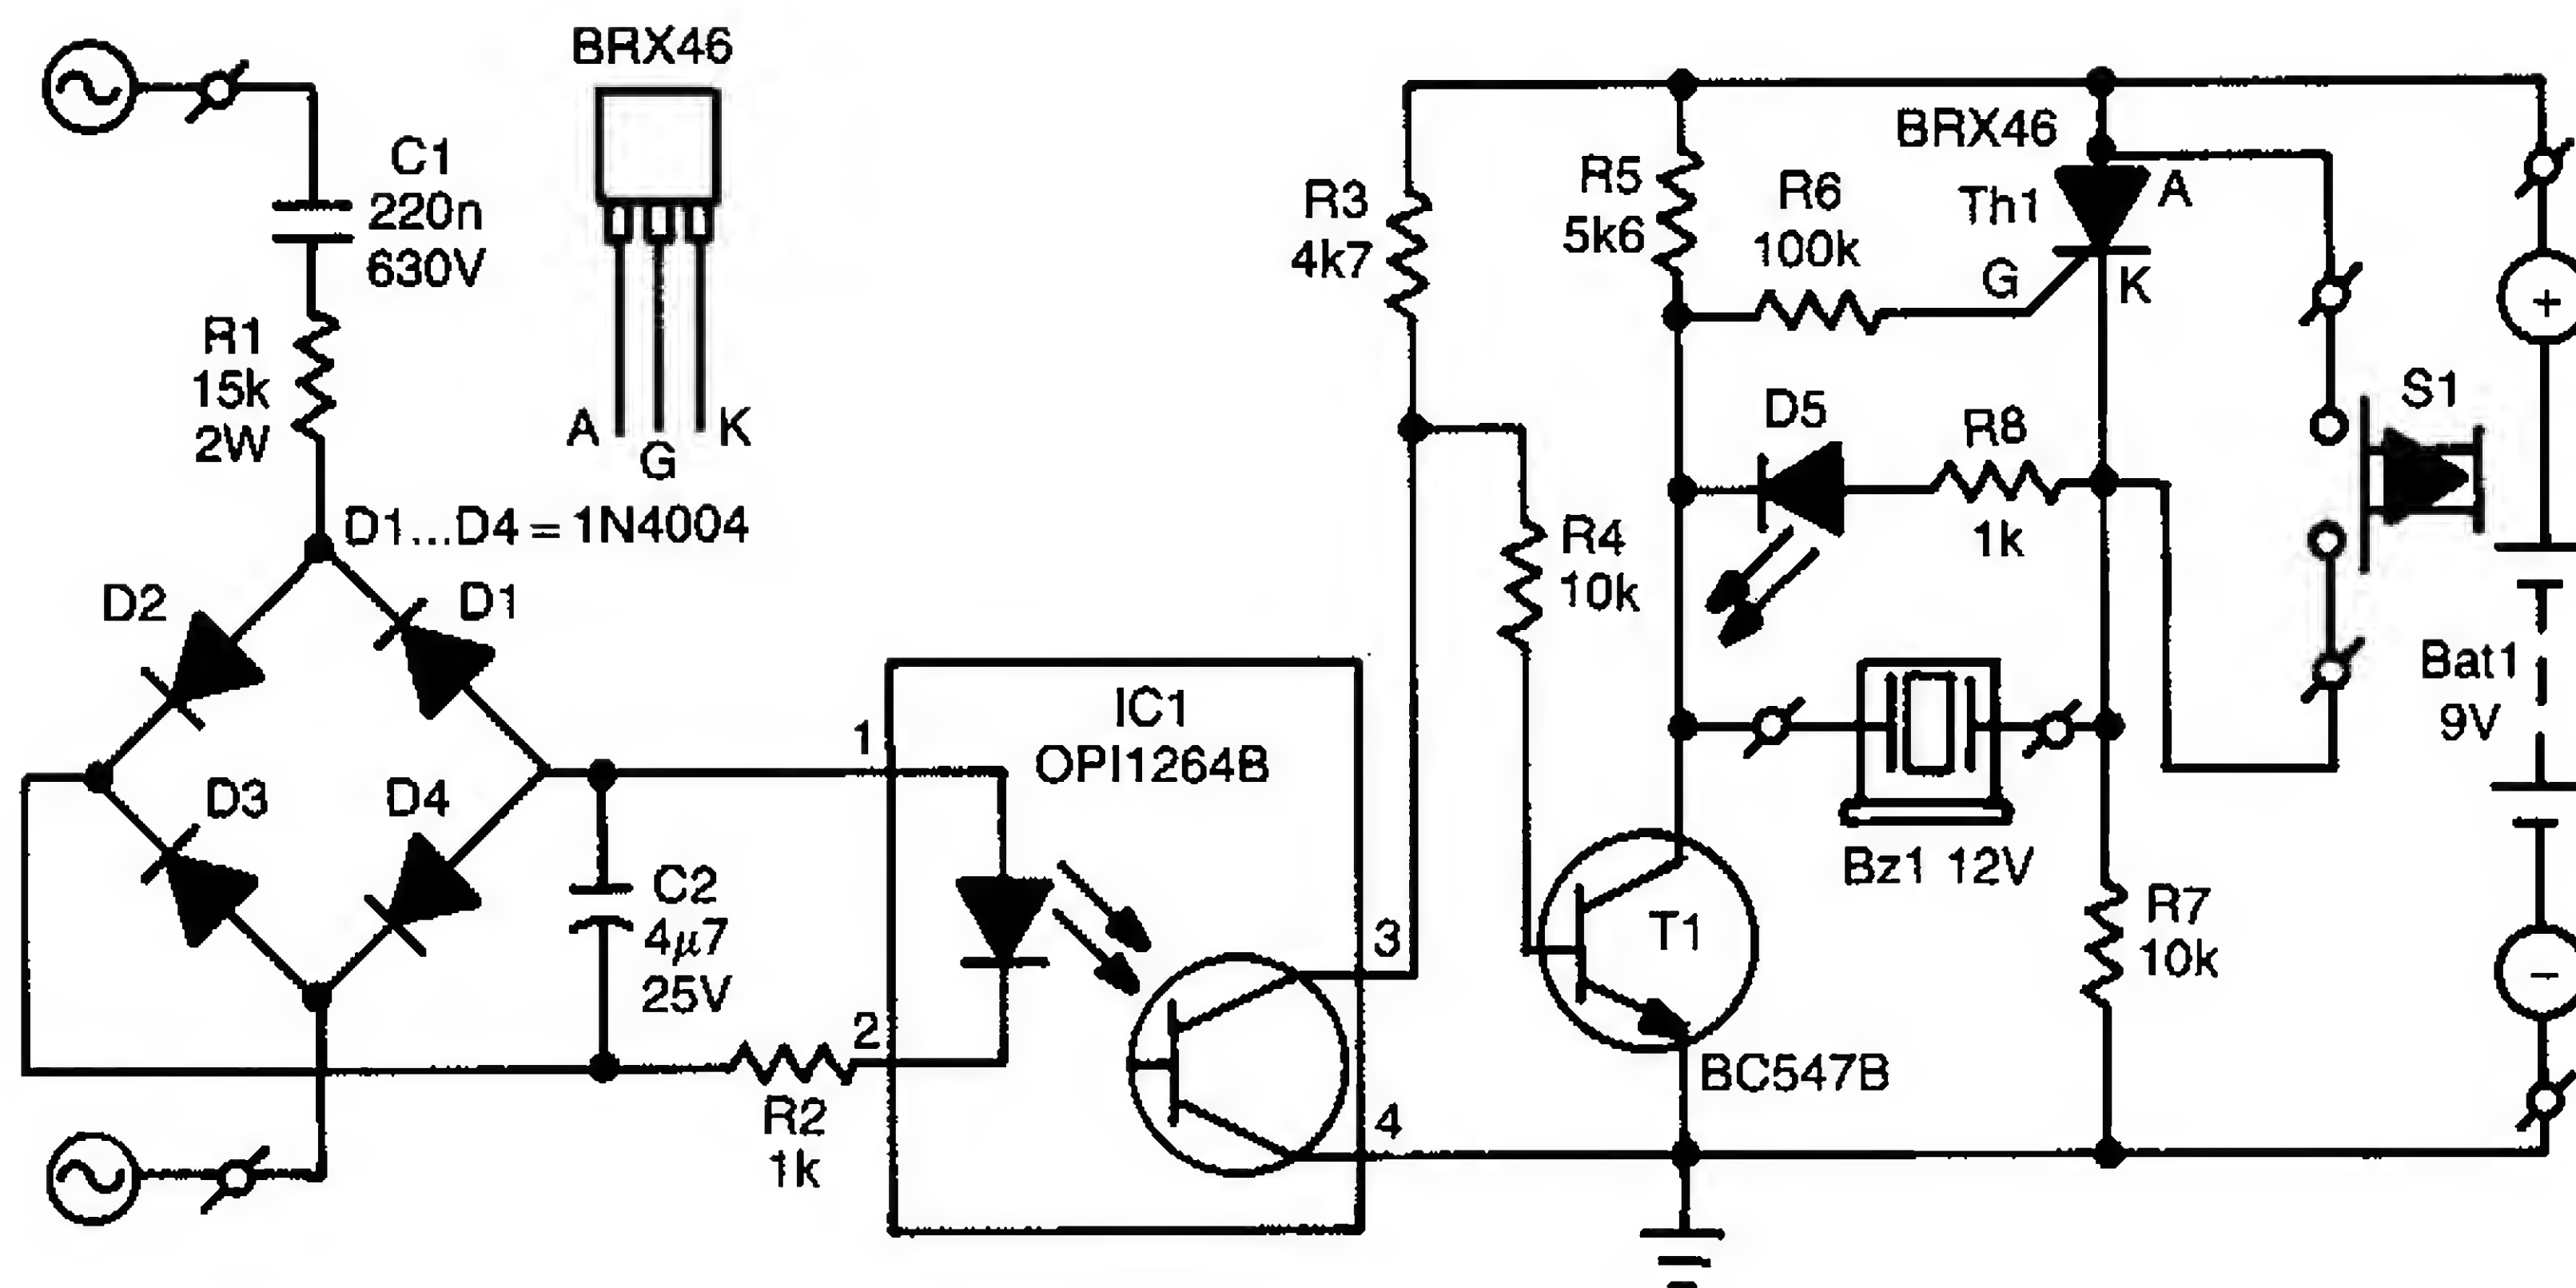 BRX46
A
G
K
C1
220n
630V
R1
15k
2W
D1...D4 = 1N4004
D2
D1
D3
D4
C2
4µ7
25V
R2
1k
1
2
IC1
OPI1264B
3
4
R3
4k7
R4
10k
R5
5k6
R6
100k
BRX46
Th1
A
G
K
D5
R8
1k
S1
Bz1 12V
T1
BC547B
R7
10k
+
Bat1
9V
−